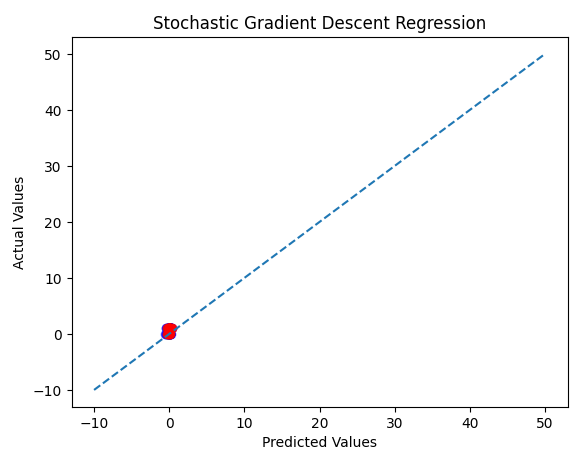 Stochastic Gradient Descent Regression
50
40
30
20
10
0
−10
Actual Values
−10 0 10 20 30 40 50
Predicted Values